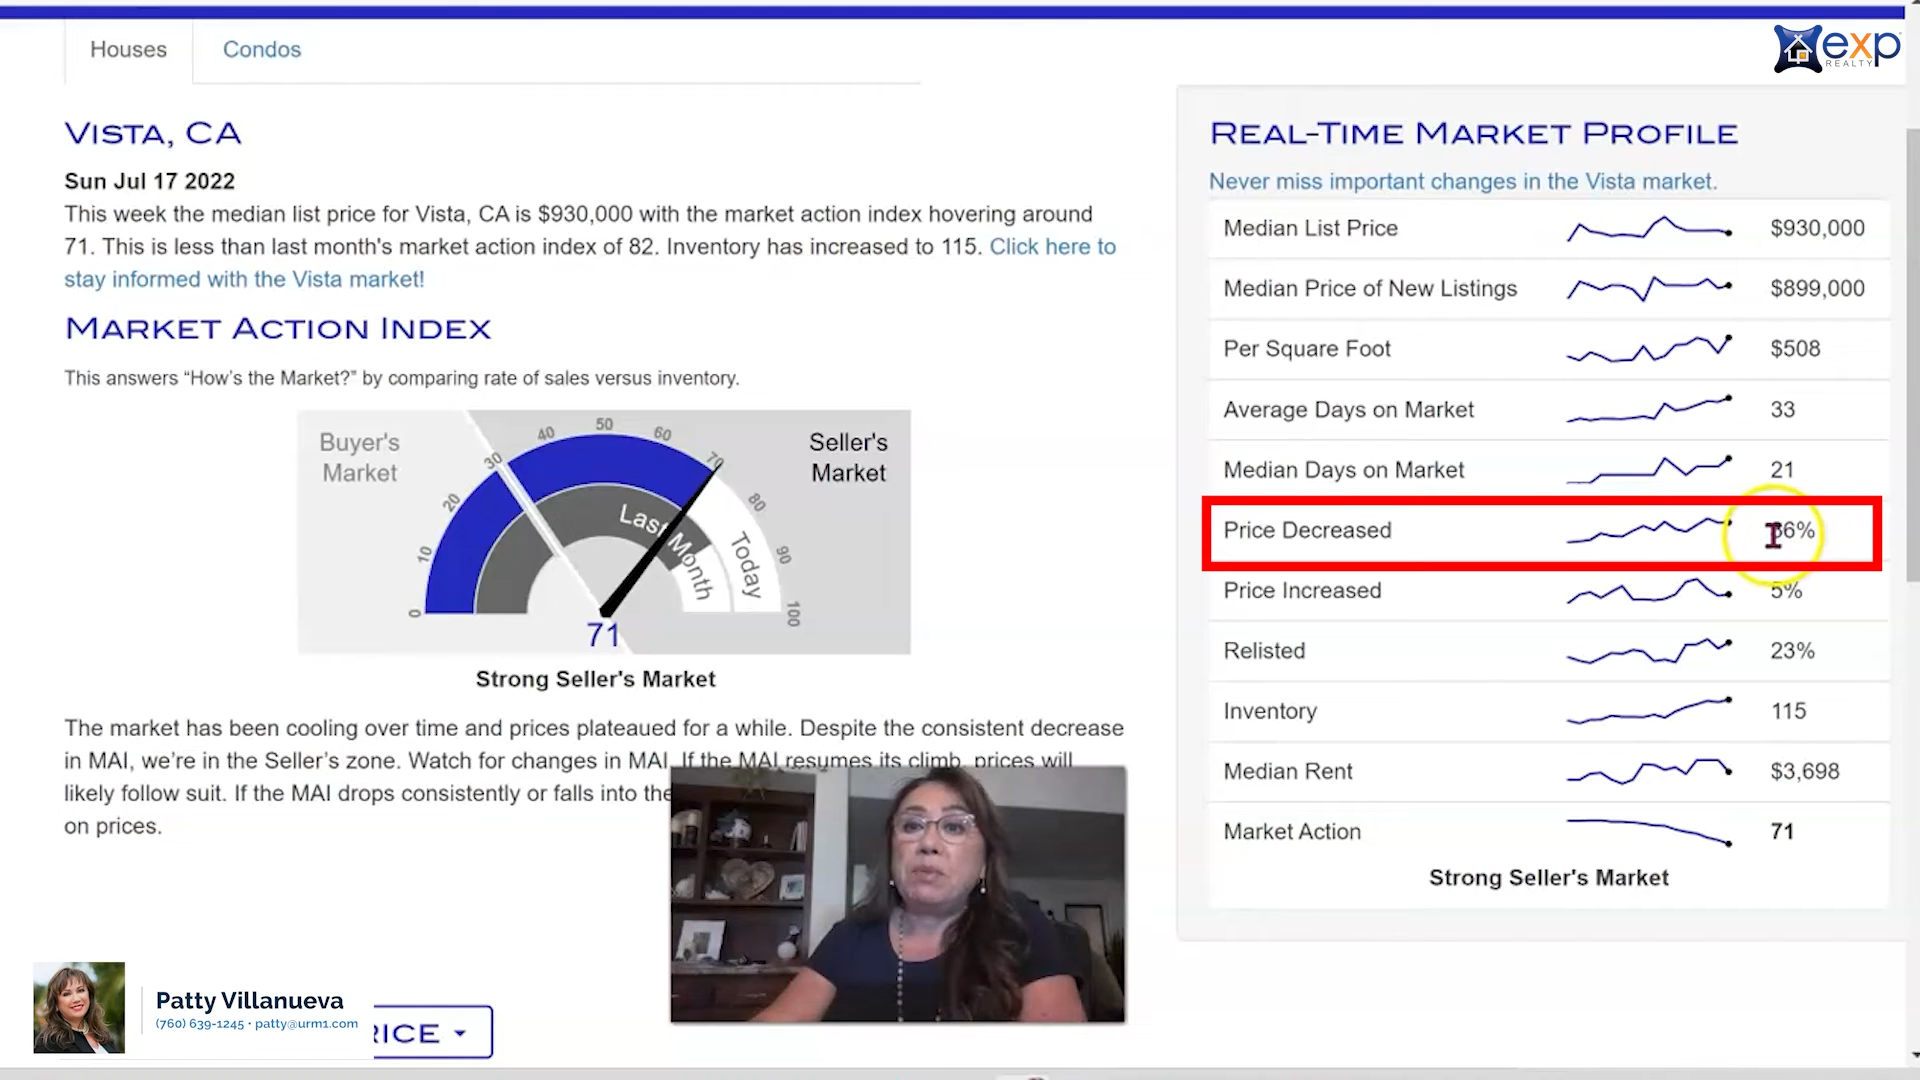 Houses
Condos
exp
REALTY
VISTA, CA
Sun Jul 17 2022
This week the median list price for Vista, CA is $930,000 with the market action index hovering around
71. This is less than last month's market action index of 82. Inventory has increased to 115. Click here to
stay informed with the Vista market!
MARKET ACTION INDEX
This answers “How's the Market?” by comparing rate of sales versus inventory.
Buyer's
Market
Seller's
Market
0
10
20
30
40
50
60
70
80
90
100
Last Month
Today
71
Strong Seller's Market
The market has been cooling over time and prices plateaued for a while. Despite the consistent decrease
in MAI, we’re in the Seller’s zone. Watch for changes in MAI. If the MAI resumes its climb, prices will
likely follow suit. If the MAI drops consistently or falls into the
on prices.
REAL-TIME MARKET PROFILE
Never miss important changes in the Vista market.
Median List Price $930,000
Median Price of New Listings $899,000
Per Square Foot $508
Average Days on Market 33
Median Days on Market 21
Price Decreased
Price Increased 5%
Relisted 23%
Inventory 115
Median Rent $3,698
Market Action 71
Strong Seller's Market
Patty Villanueva
(760) 639-1245 • patty@urm1.com